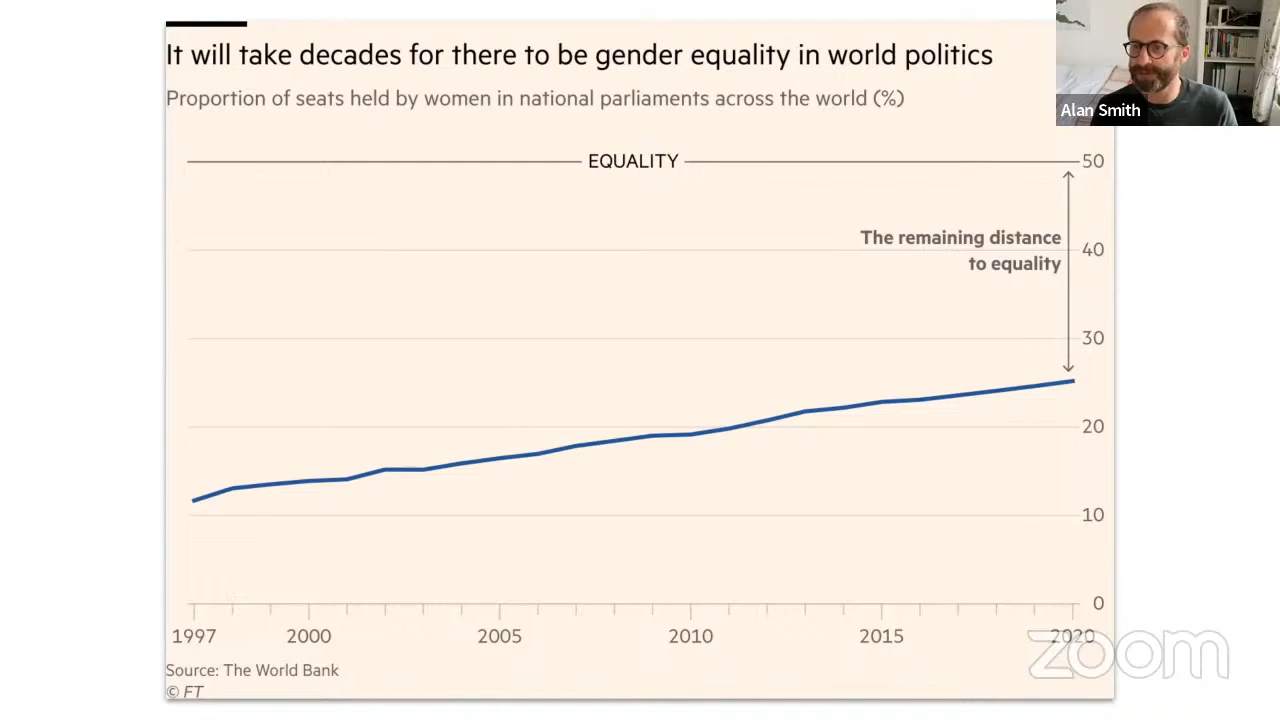 It will take decades for there to be gender equality in world politics
Proportion of seats held by women in national parliaments across the world (%)
Alan Smith
EQUALITY
50
The remaining distance
to equality
40
30
20
10
0
1997 2000 2005 2010 2015 2020
zoom
Source: The World Bank
© FT